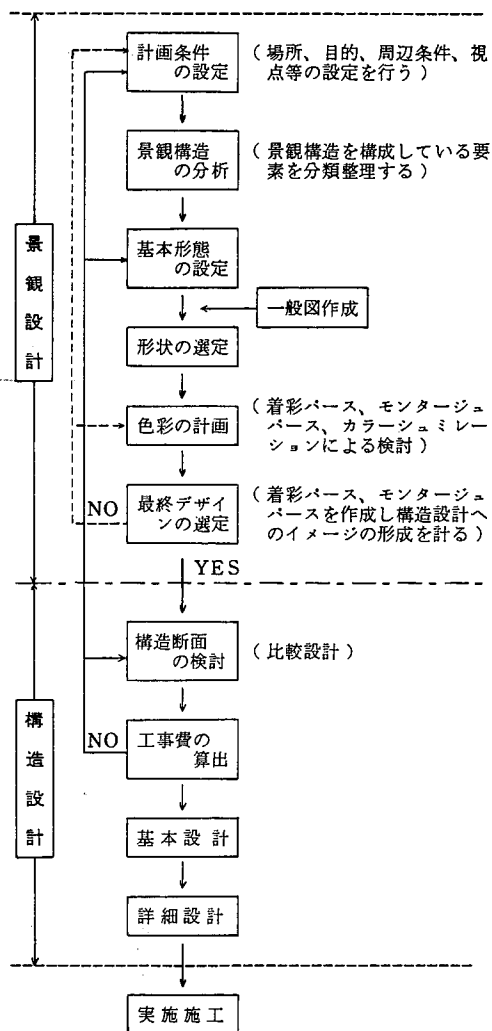 計画条件
の設定
（場所、目的、周辺条件、視
点等の設定を行う）
景観構造
の分析
（景観構造を構成している要
素を分類整理する）
景観設計
基本形態
の設定
一般図作成
形状の選定
色彩の計画
（着彩パース、モンタージュ
パース、カラーシュミレー
ションによる検討）
NO
最終デザイ
ンの選定
（着彩パース、モンタージュ
パースを作成し構造設計へ
のイメージの形成を計る）
YES
構造設計
構造断面
の検討
（比較設計）
NO
工事費の
算出
基本設計
詳細設計
実施施工